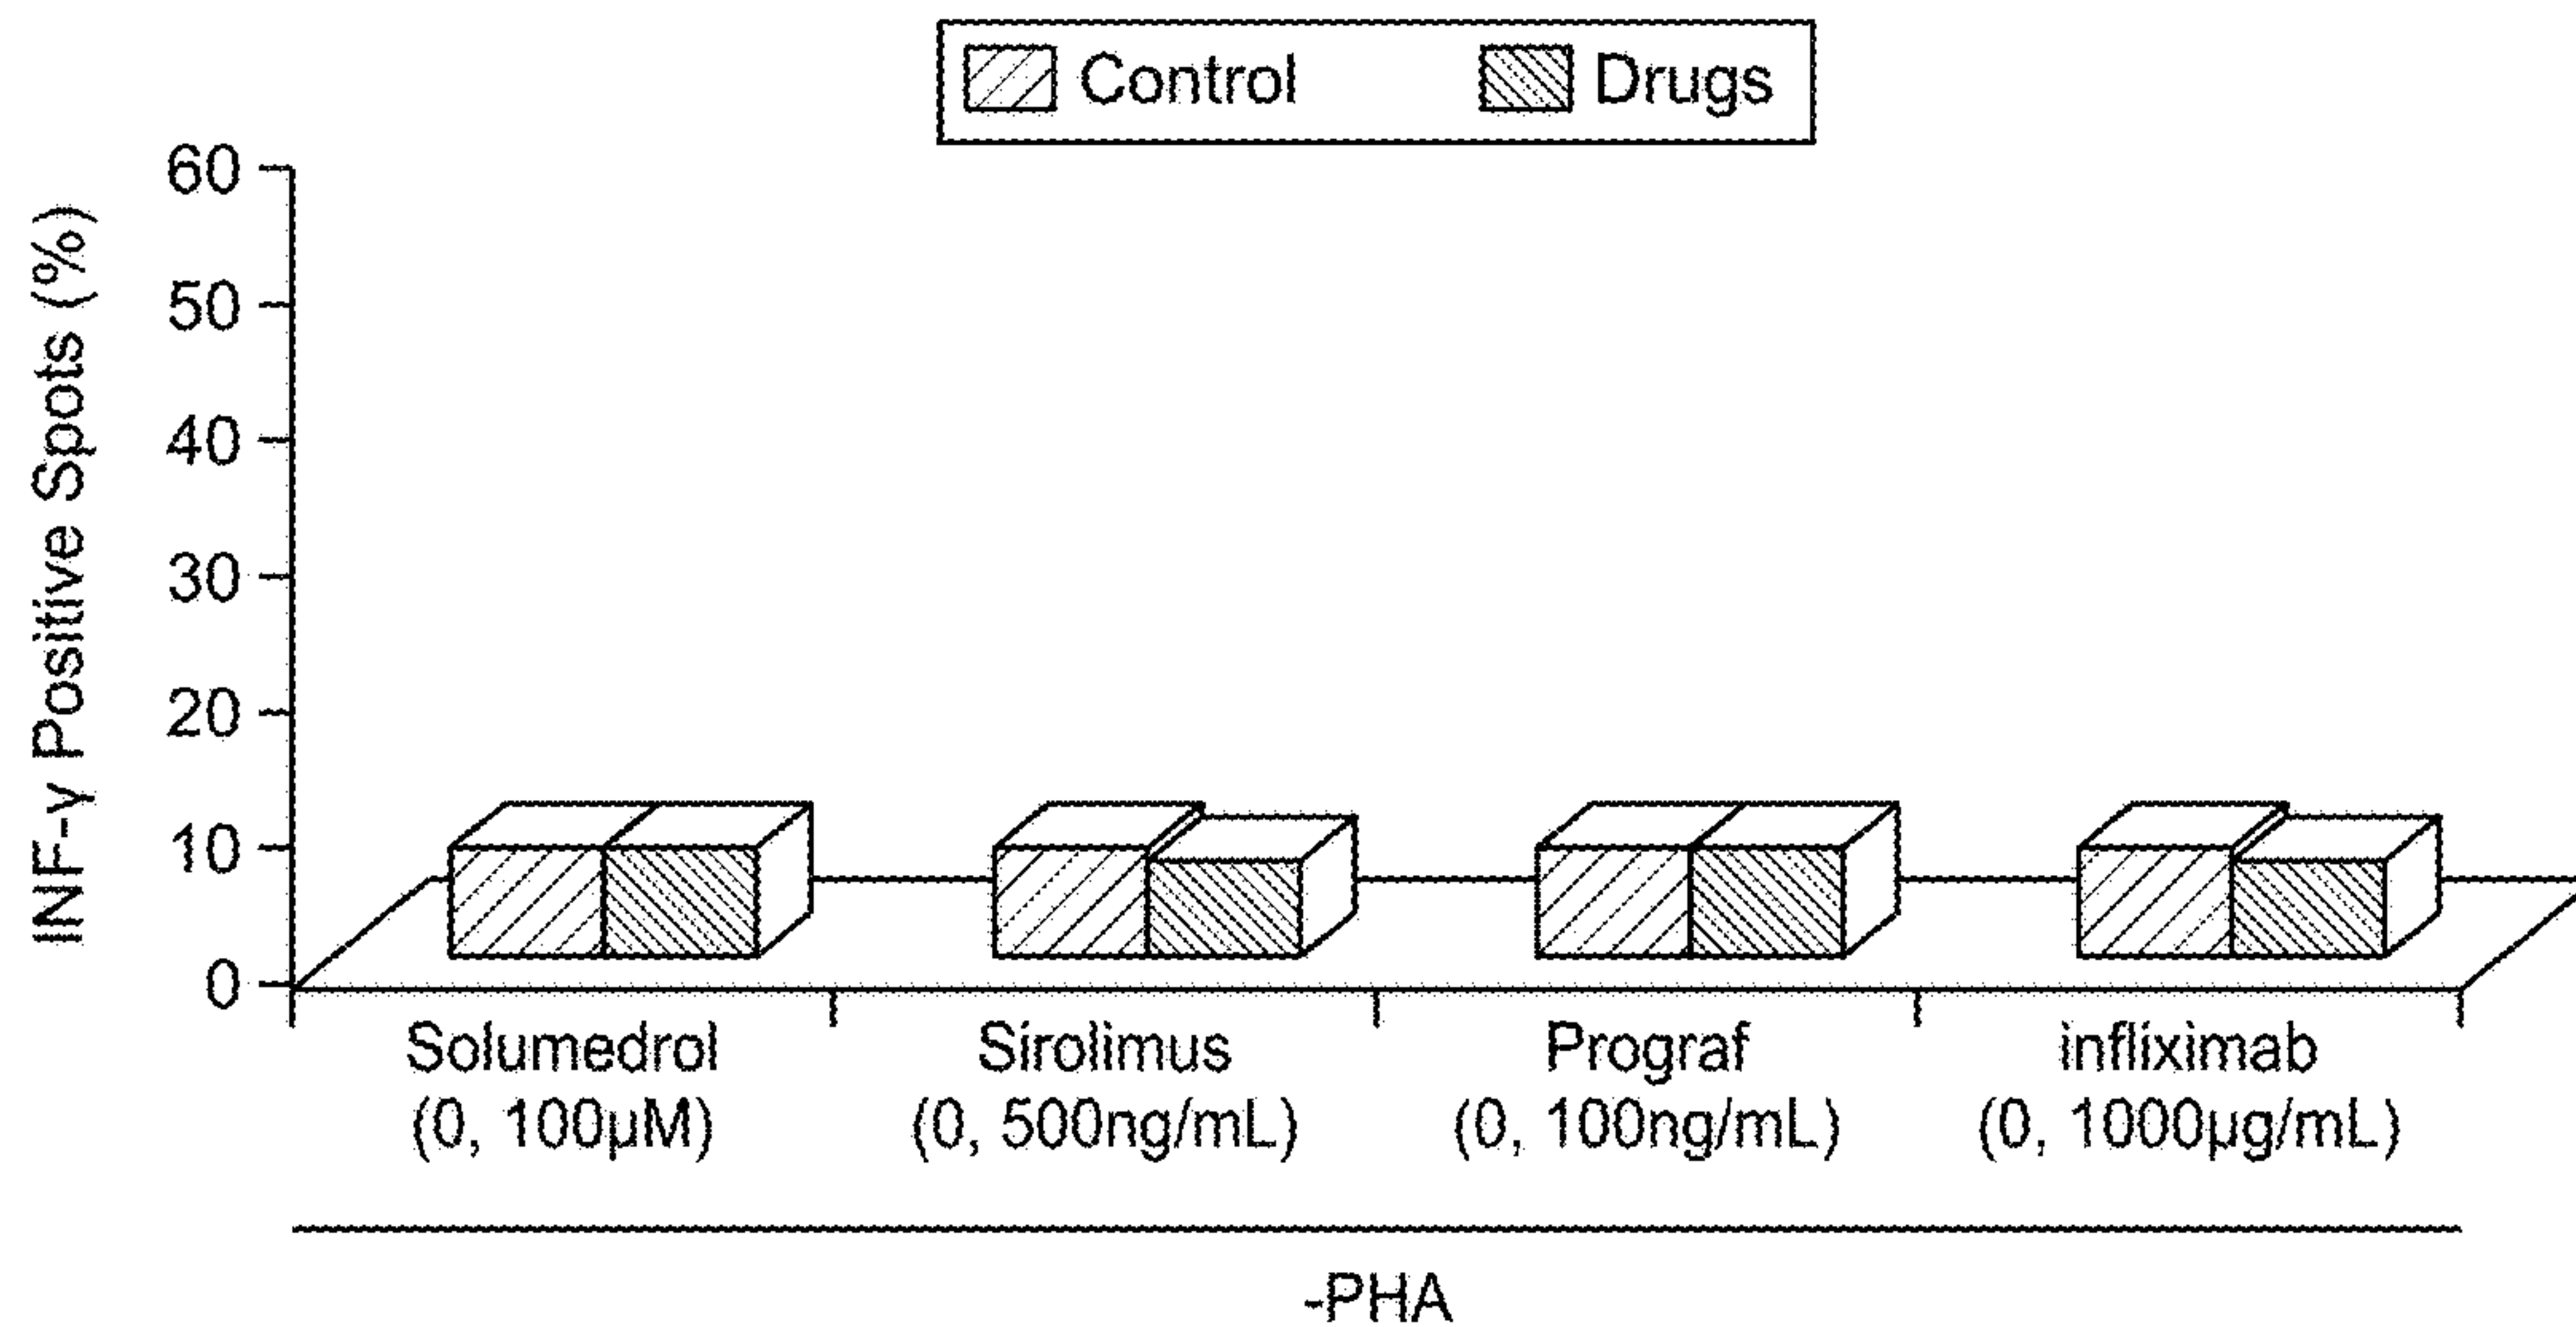 Control Drugs
INF-γ Positive Spots (%)
60
50
40
30
20
10
0
Solumedrol Sirolimus Prograf infliximab
(0, 100µM) (0, 500ng/mL) (0, 100ng/mL) (0, 1000µg/mL)
-PHA